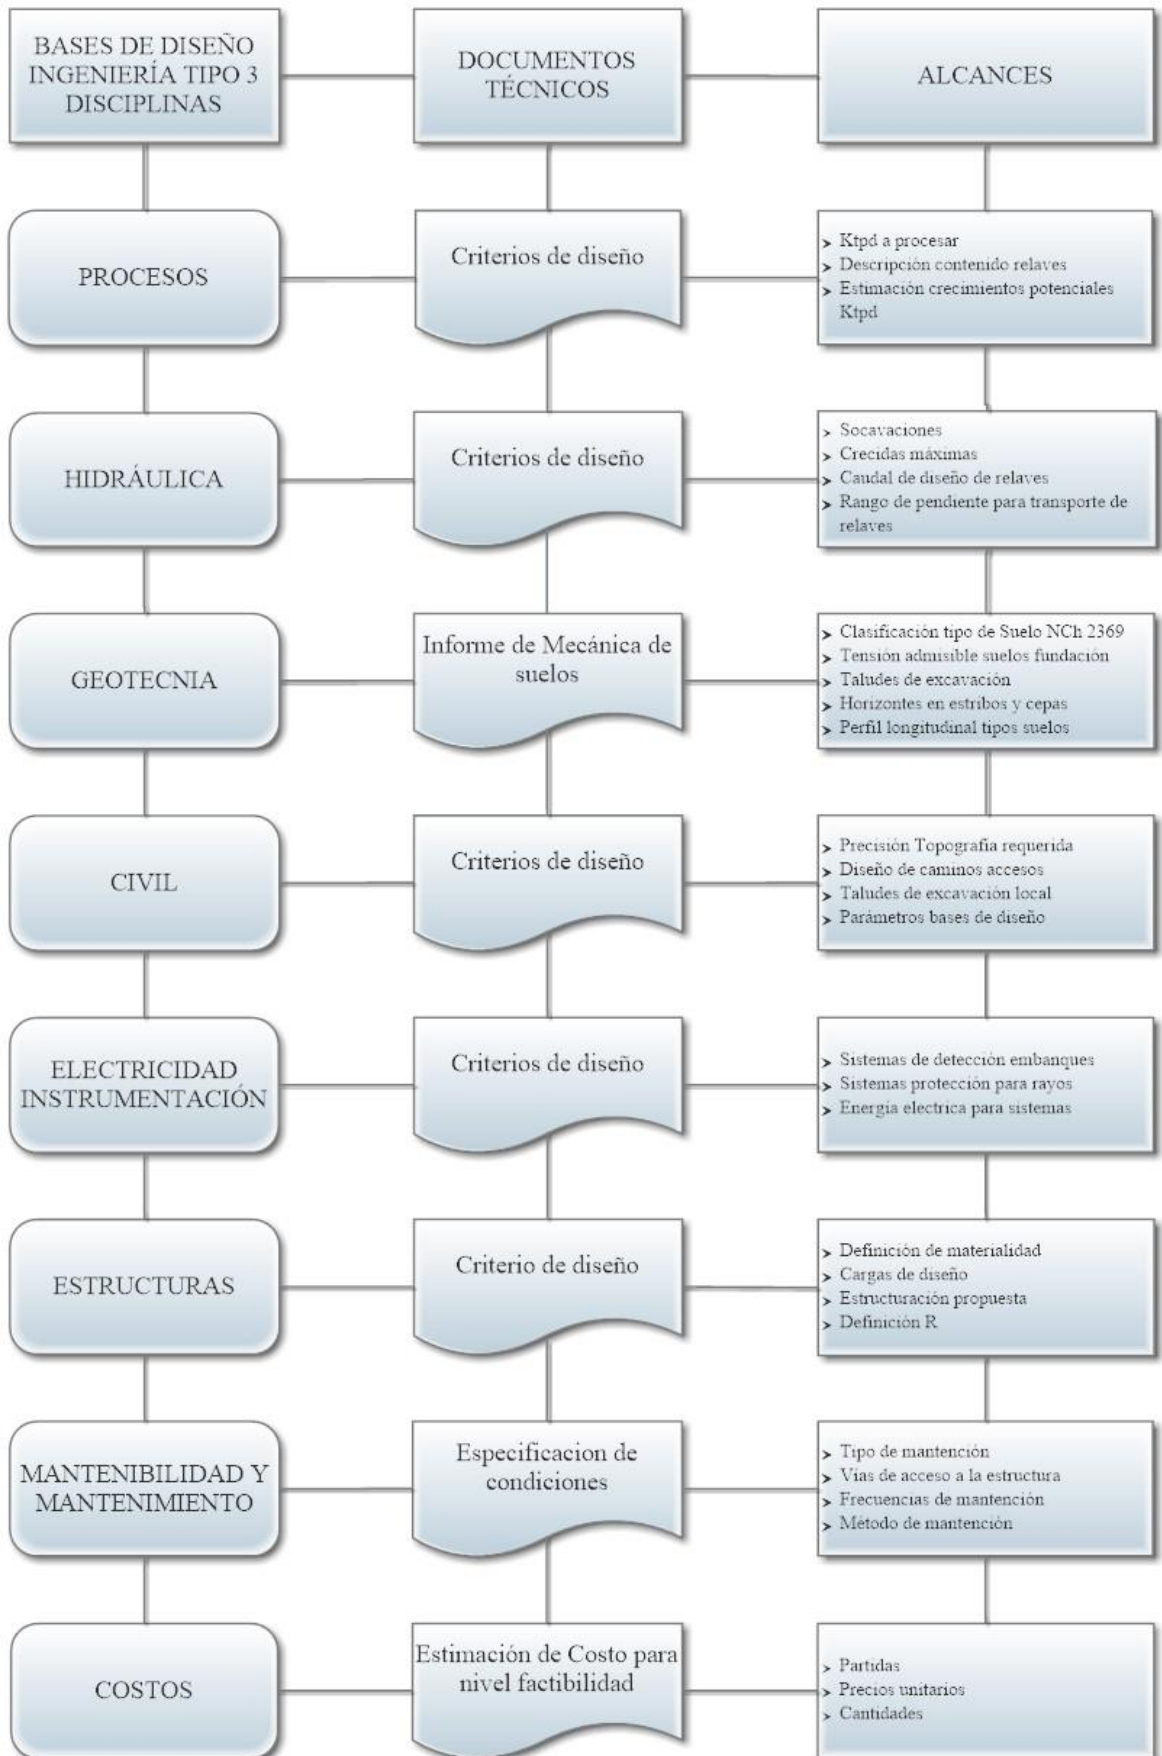 BASES DE DISEÑO
INGENIERÍA TIPO 3
DISCIPLINAS
DOCUMENTOS
TÉCNICOS
ALCANCES
PROCESOS
Criterios de diseño
➤ Ktpd a procesar
➤ Descripción contenido relaves
➤ Estimación crecimientos potenciales
Ktpd
HIDRÁULICA
Criterios de diseño
➤ Socavaciones
➤ Crecidas máximas
➤ Caudal de diseño de relaves
➤ Rango de pendiente para transporte de
relaves
GEOTECNIA
Informe de Mecánica de
suelos
➤ Clasificación tipo de Suelo NCh 2369
➤ Tensión admisible suelos fundación
➤ Taludes de excavación
➤ Horizontes en estribos y cepas
➤ Perfil longitudinal tipos suelos
CIVIL
Criterios de diseño
➤ Precisión Topografía requerida
➤ Diseño de caminos accesos
➤ Taludes de excavación local
➤ Parámetros bases de diseño
ELECTRICIDAD
INSTRUMENTACIÓN
Criterios de diseño
➤ Sistemas de detección embanques
➤ Sistemas protección para rayos
➤ Energía electrica para sistemas
ESTRUCTURAS
Criterio de diseño
➤ Definición de materialidad
➤ Cargas de diseño
➤ Estructuración propuesta
➤ Definición R
MANTENIBILIDAD Y
MANTENIMIENTO
Especificacion de
condiciones
➤ Tipo de mantención
➤ Vías de acceso a la estructura
➤ Frecuencias de mantención
➤ Método de mantención
COSTOS
Estimación de Costo para
nivel factibilidad
➤ Partidas
➤ Precios unitarios
➤ Cantidades